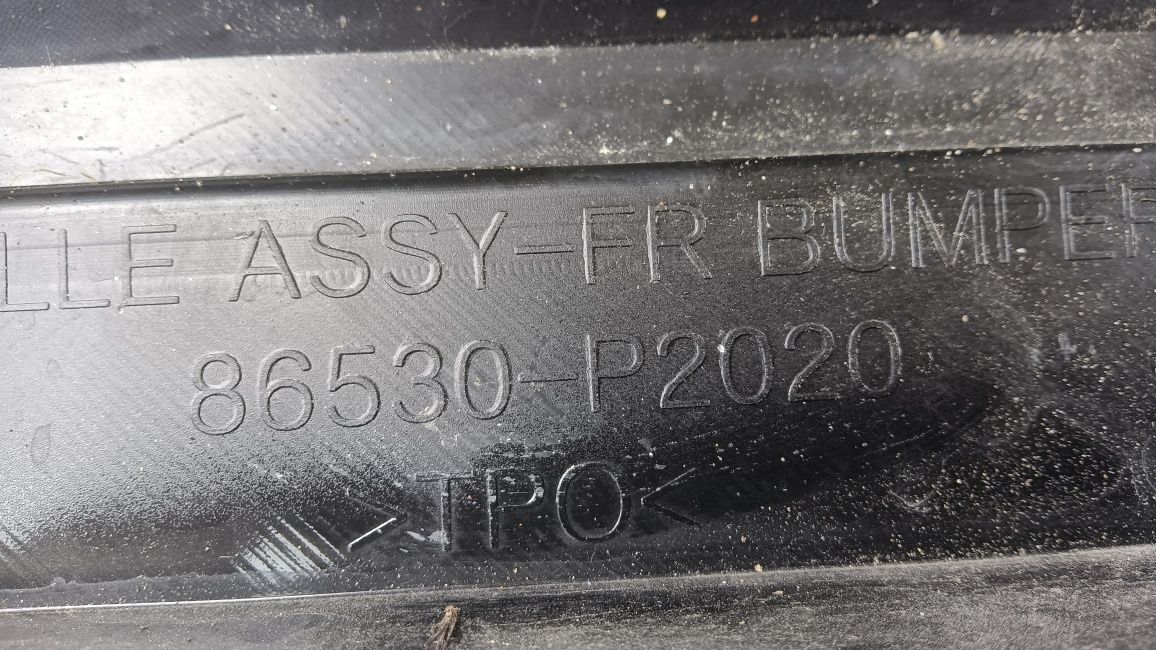 LLE ASSY-FR BUMPER
86530-P2020
>TPO<